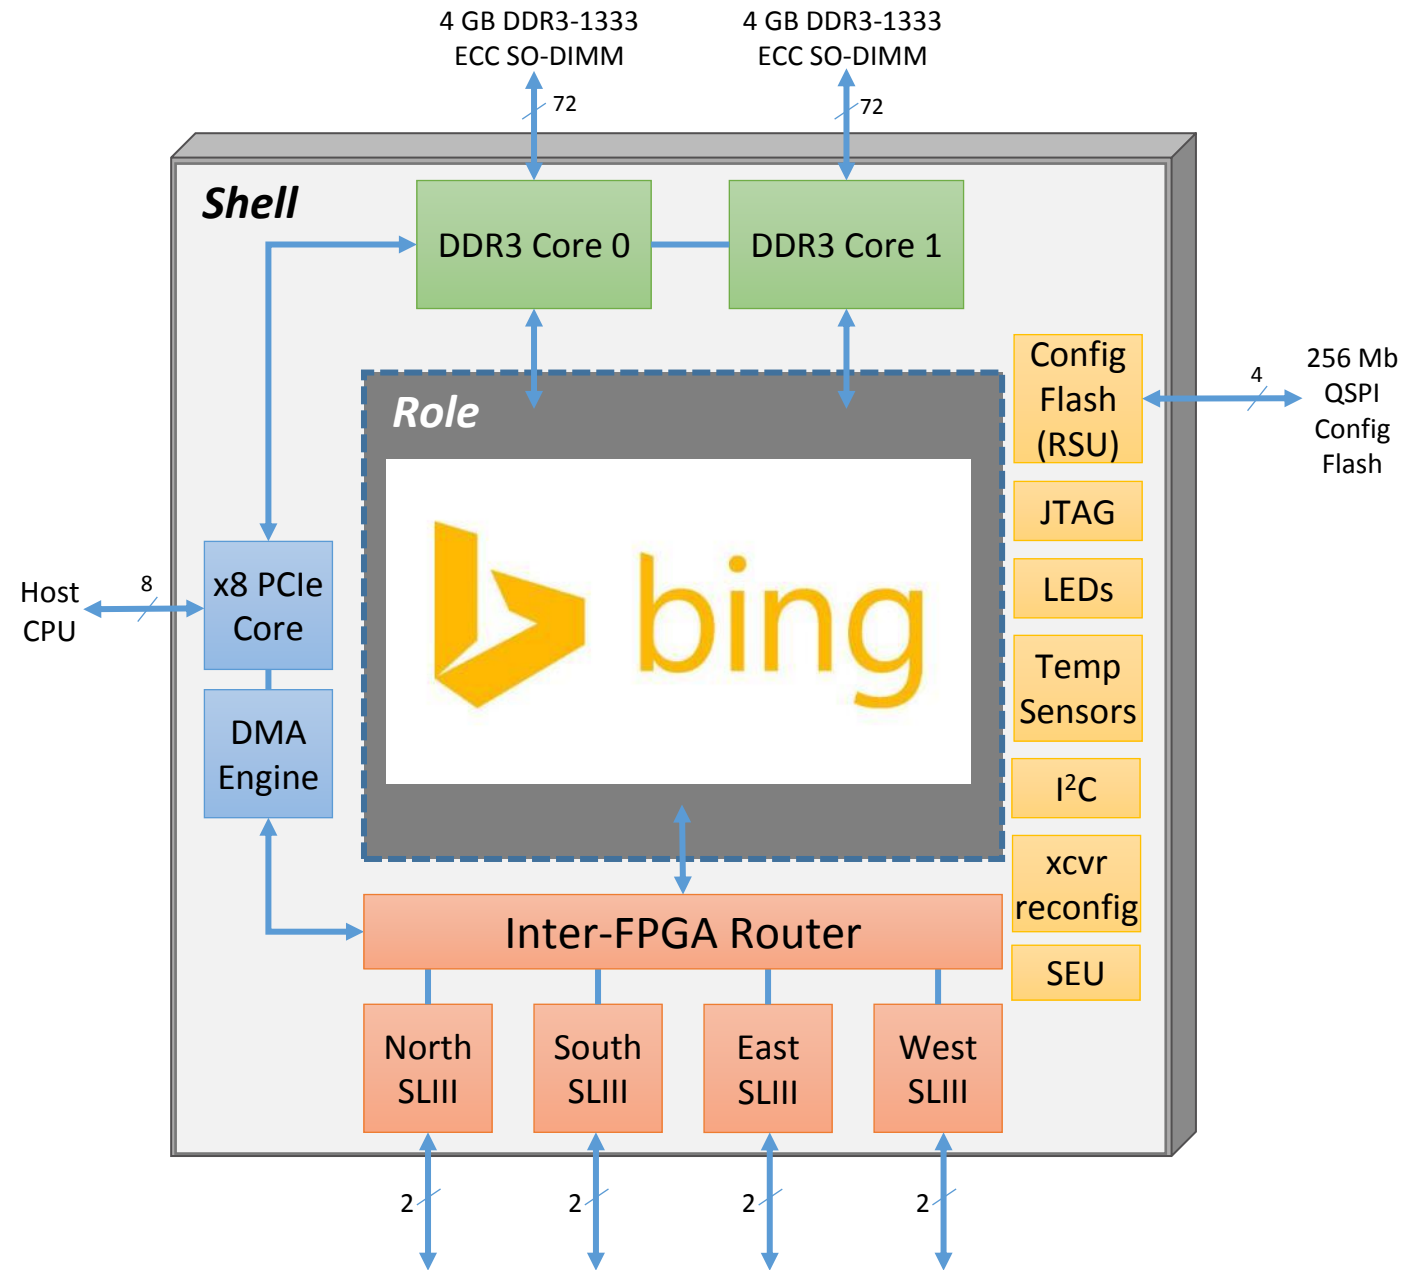 4 GB DDR3-1333
ECC SO-DIMM
4 GB DDR3-1333
ECC SO-DIMM
72
72
Shell
DDR3 Core 0
DDR3 Core 1
Config
Flash
(RSU)
4
256 Mb
QSPI
Config
Flash
Role
bing
JTAG
LEDs
Temp
Sensors
I²C
xcvr
reconfig
SEU
Host
CPU
8
x8 PCIe
Core
DMA
Engine
Inter-FPGA Router
North
SLIII
South
SLIII
East
SLIII
West
SLIII
2
2
2
2